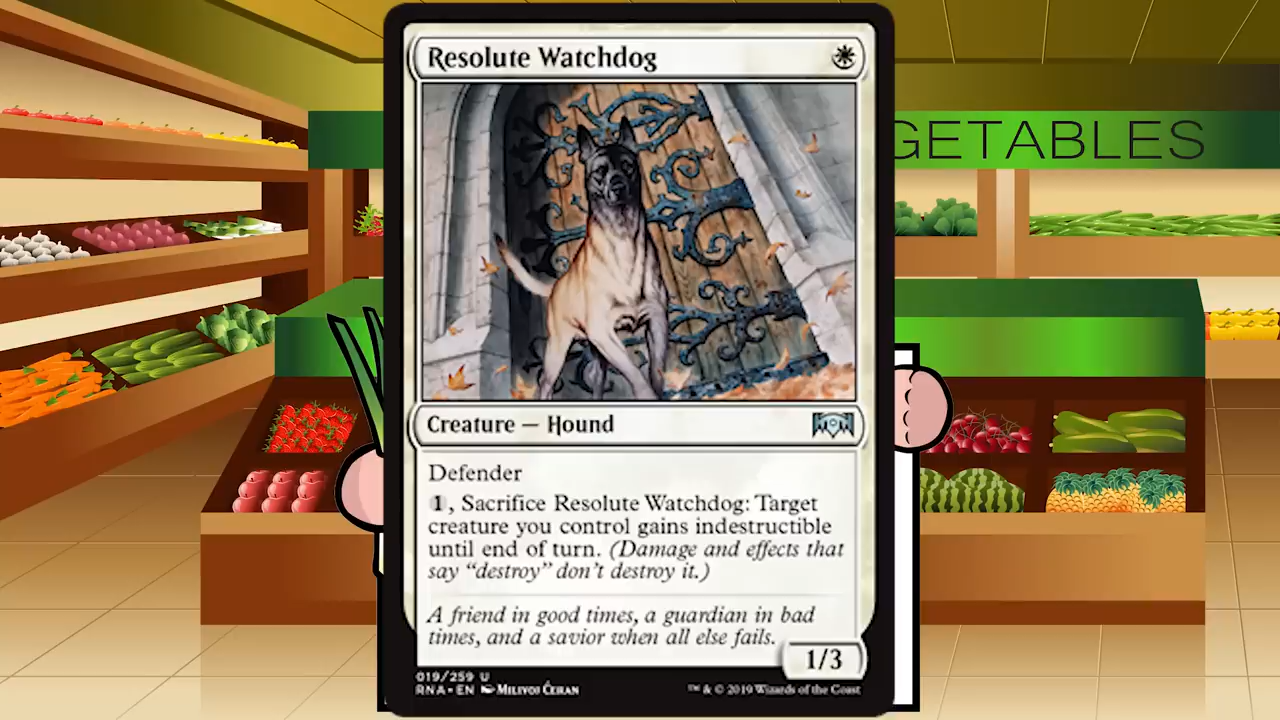 Resolute Watchdog
GETABLES
Creature — Hound
Defender
1, Sacrifice Resolute Watchdog: Target
creature you control gains indestructible
until end of turn. (Damage and effects that
say “destroy” don’t destroy it.)
A friend in good times, a guardian in bad
times, and a savior when all else fails.
1/3
019/259 U
RNA • EN Milivoj Ćeran
™ & © 2019 Wizards of the Coast